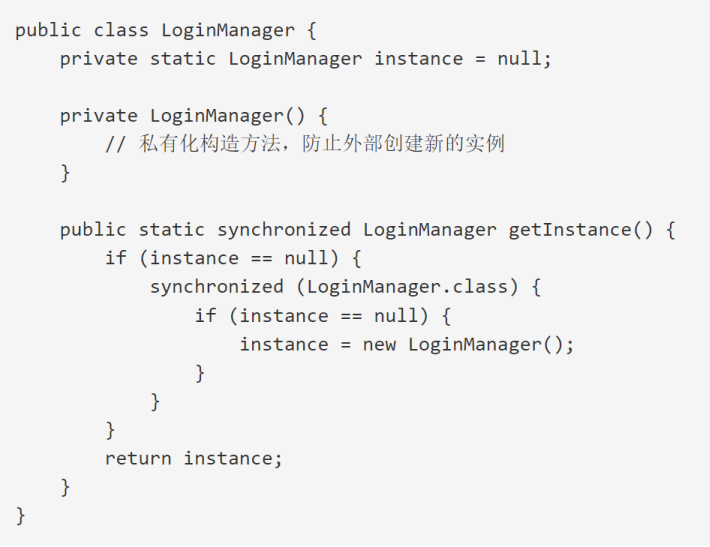 public class LoginManager {
    private static LoginManager instance = null;

    private LoginManager() {
        // 私有化构造方法，防止外部创建新的实例
    }

    public static synchronized LoginManager getInstance() {
        if (instance == null) {
            synchronized (LoginManager.class) {
                if (instance == null) {
                    instance = new LoginManager();
                }
            }
        }
        return instance;
    }
}